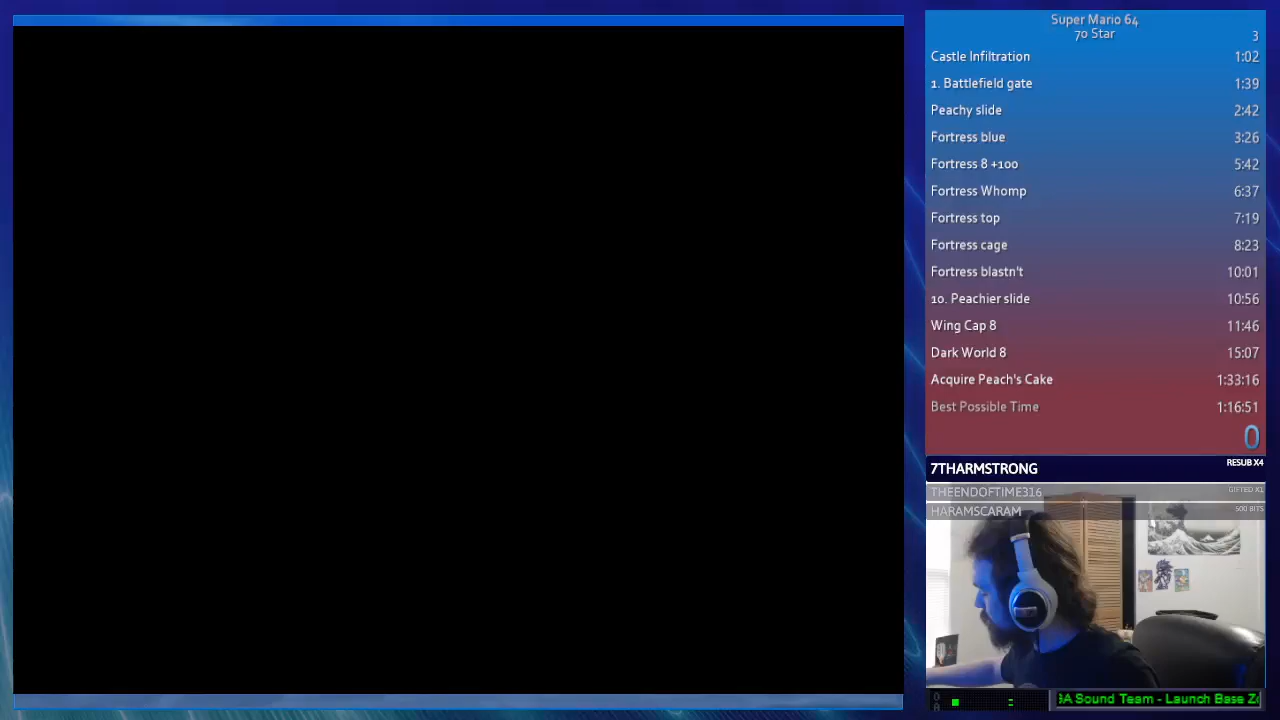 Super Mario 64
70 Star
3
Castle Infiltration 1:02
1. Battlefield gate 1:39
Peachy slide 2:42
Fortress blue 3:26
Fortress 8 +100 5:42
Fortress Whomp 6:37
Fortress top 7:19
Fortress cage 8:23
Fortress blastn't 10:01
10. Peachier slide 10:56
Wing Cap 8 11:46
Dark World 8 15:07
Acquire Peach's Cake 1:33:16
Best Possible Time 1:16:51
0
7THARMSTRONG RESUB X4
THEENDOFTIME316 GIFTED X1
HARAMSCARAM 500 BITS
GA Sound Team - Launch Base Zo